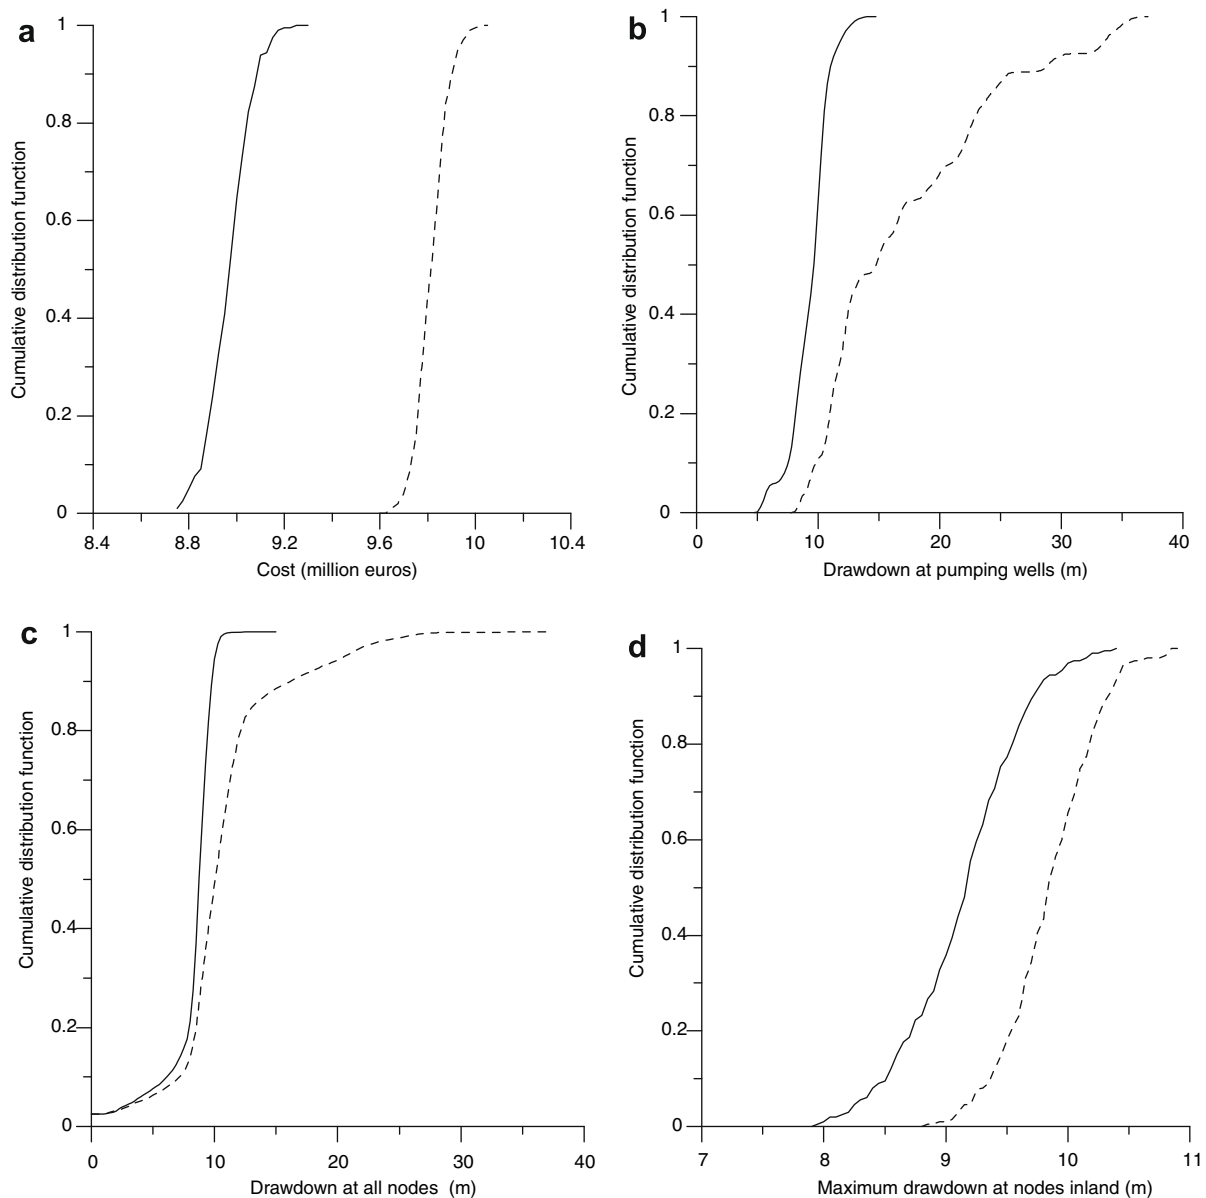 a
1
0.8
0.6
0.4
0.2
0
Cumulative distribution function
8.4 8.8 9.2 9.6 10 10.4
Cost (million euros)
b
1
0.8
0.6
0.4
0.2
0
Cumulative distribution function
0 10 20 30 40
Drawdown at pumping wells (m)
c
1
0.8
0.6
0.4
0.2
0
Cumulative distribution function
0 10 20 30 40
Drawdown at all nodes (m)
d
1
0.8
0.6
0.4
0.2
0
Cumulative distribution function
7 8 9 10 11
Maximum drawdown at nodes inland (m)